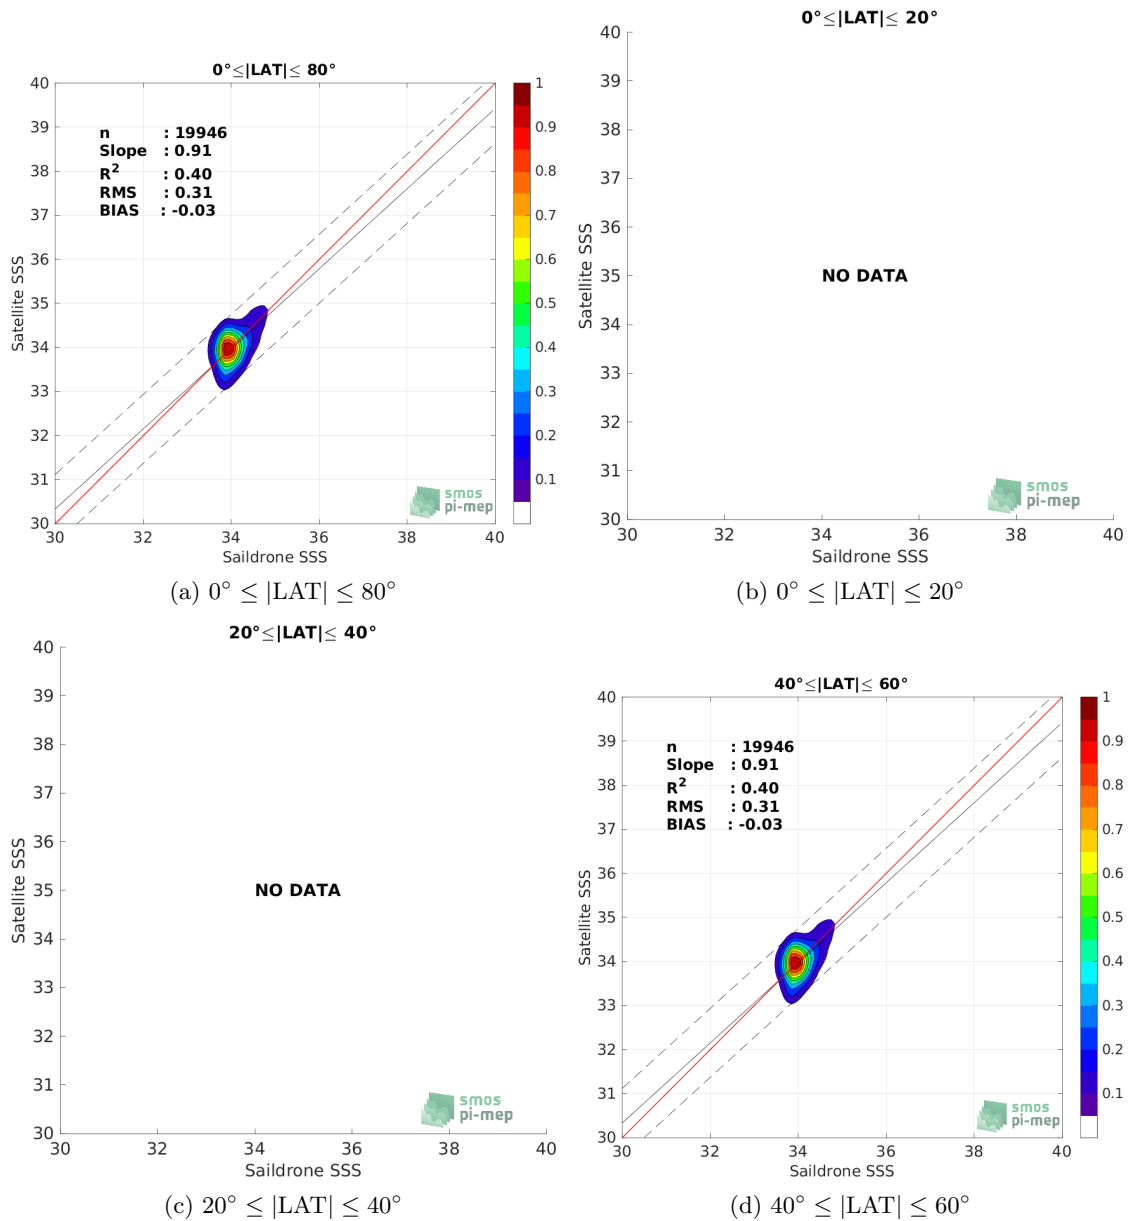 0°≤|LAT|≤ 80°
n : 19946
Slope : 0.91
R² : 0.40
RMS : 0.31
BIAS : -0.03
40
39
38
37
36
35
34
33
32
31
30
30 32 34 36 38 40
Satellite SSS
Saildrone SSS
1
0.9
0.8
0.7
0.6
0.5
0.4
0.3
0.2
0.1
smos
pi-mep
(a) 0° ≤ |LAT| ≤ 80°
0°≤|LAT|≤ 20°
40
39
38
37
36
35
34
33
32
31
30
30 32 34 36 38 40
Satellite SSS
NO DATA
Saildrone SSS
smos
pi-mep
(b) 0° ≤ |LAT| ≤ 20°
20°≤|LAT|≤ 40°
40
39
38
37
36
35
34
33
32
31
30
30 32 34 36 38 40
Satellite SSS
NO DATA
Saildrone SSS
smos
pi-mep
(c) 20° ≤ |LAT| ≤ 40°
40°≤|LAT|≤ 60°
n : 19946
Slope : 0.91
R² : 0.40
RMS : 0.31
BIAS : -0.03
40
39
38
37
36
35
34
33
32
31
30
30 32 34 36 38 40
Satellite SSS
Saildrone SSS
1
0.9
0.8
0.7
0.6
0.5
0.4
0.3
0.2
0.1
smos
pi-mep
(d) 40° ≤ |LAT| ≤ 60°